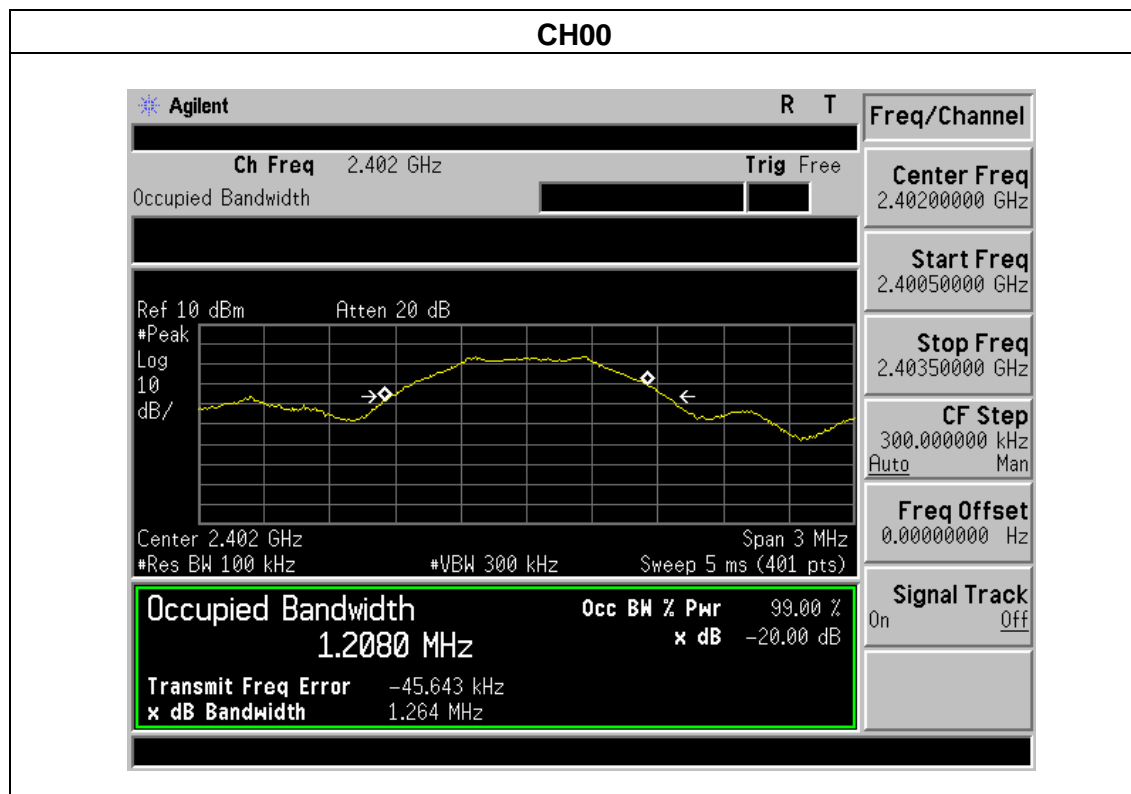 CH00
Agilent R T
Ch Freq 2.402 GHz Trig Free
Occupied Bandwidth
Ref 10 dBm Atten 20 dB
#Peak
Log
10
dB/
Center 2.402 GHz Span 3 MHz
#Res BW 100 kHz #VBW 300 kHz Sweep 5 ms (401 pts)
Occupied Bandwidth Occ BW % Pwr 99.00 %
1.2080 MHz x dB -20.00 dB
Transmit Freq Error -45.643 kHz
x dB Bandwidth 1.264 MHz
Freq/Channel
Center Freq
2.40200000 GHz
Start Freq
2.40050000 GHz
Stop Freq
2.40350000 GHz
CF Step
300.000000 kHz
Auto Man
Freq Offset
0.00000000 Hz
Signal Track
On Off